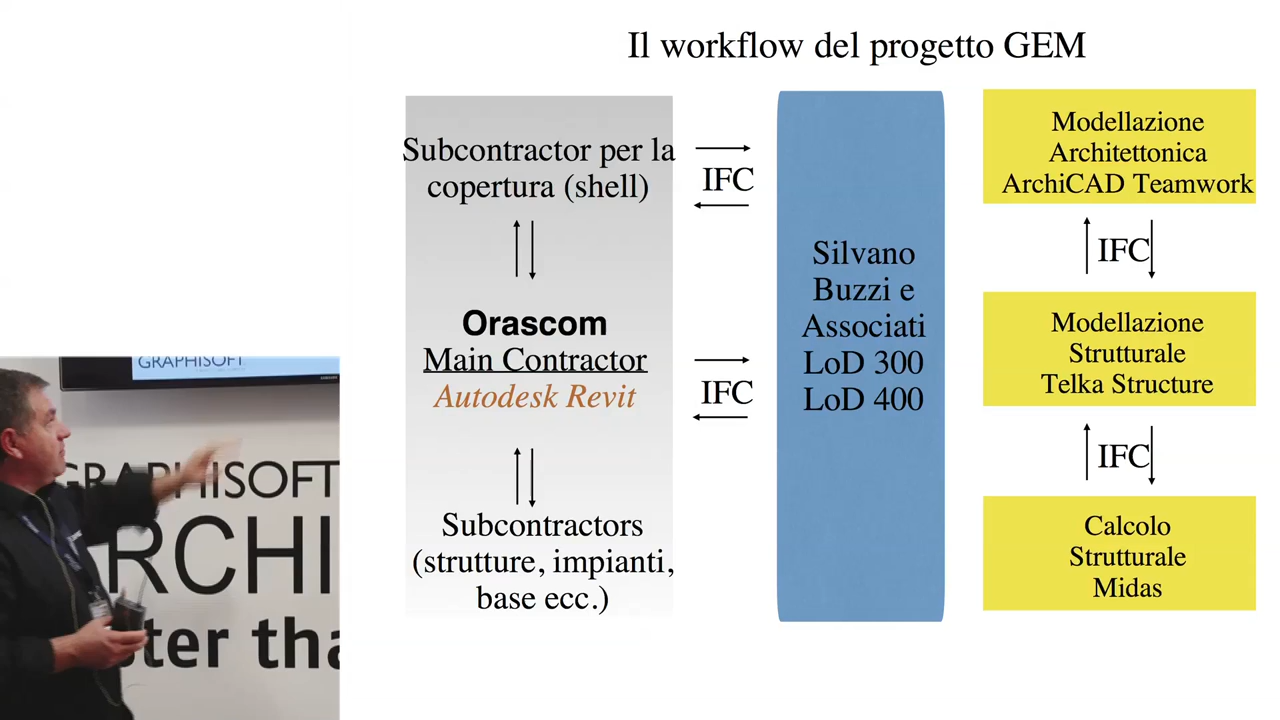 Il workflow del progetto GEM
Subcontractor per la
copertura (shell)
Orascom
Main Contractor
Autodesk Revit
Subcontractors
(strutture, impianti,
base ecc.)
IFC
IFC
Silvano
Buzzi e
Associati
LoD 300
LoD 400
Modellazione
Architettonica
ArchiCAD Teamwork
IFC
Modellazione
Strutturale
Telka Structure
IFC
Calcolo
Strutturale
Midas
GRAPHISOFT
SAMSUNG
GRAPHISOFT
ARCHI
ter tha